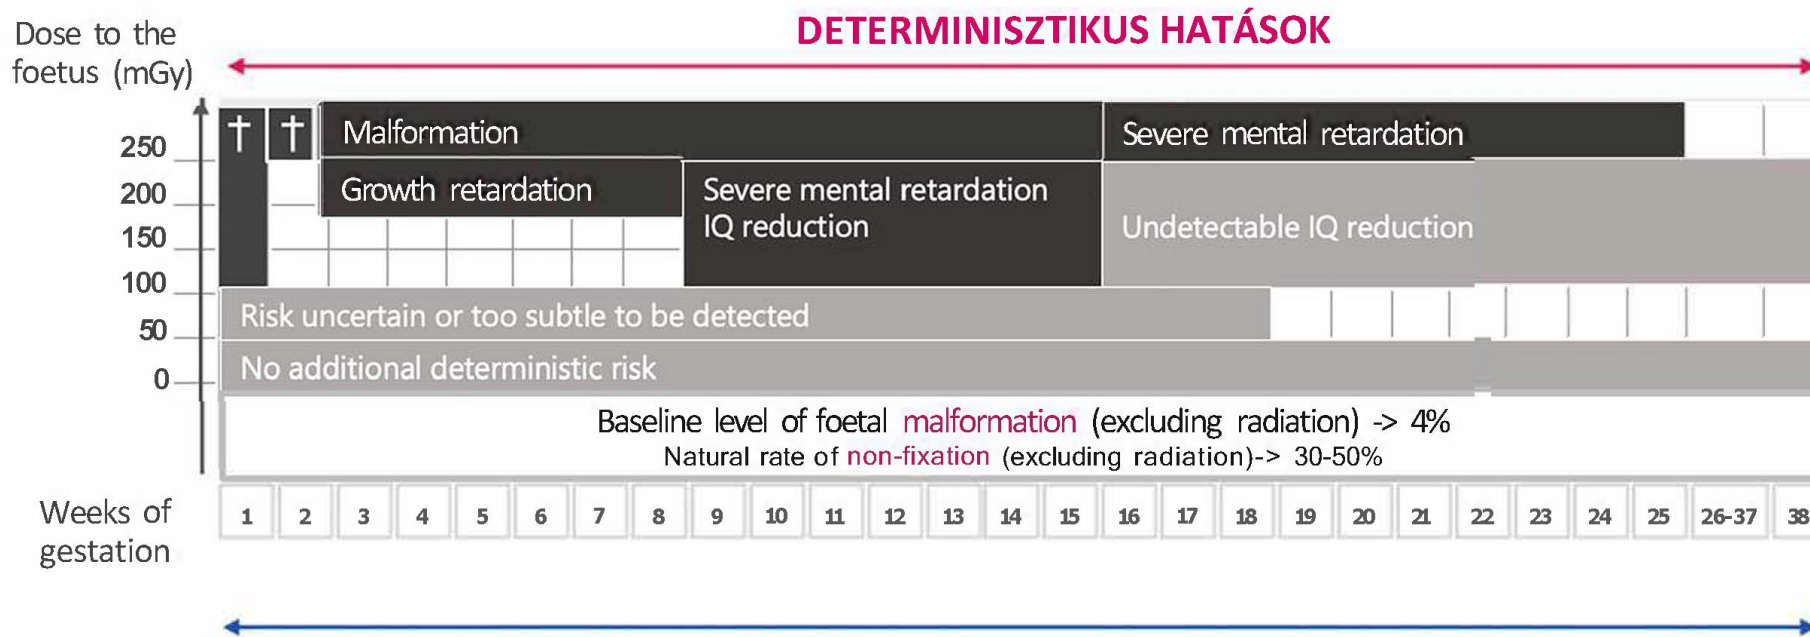 DETERMINISZTIKUS HATÁSOK
Dose to the
foetus (mGy)
† † Malformation Severe mental retardation
250
Growth retardation Severe mental retardation
200
IQ reduction Undetectable IQ reduction
150
100
Risk uncertain or too subtle to be detected
50
No additional deterministic risk
0
Baseline level of foetal malformation (excluding radiation) -> 4%
Natural rate of non-fixation (excluding radiation)-> 30-50%
Weeks of
gestation
1 2 3 4 5 6 7 8 9 10 11 12 13 14 15 16 17 18 19 20 21 22 23 24 25 26-37 38